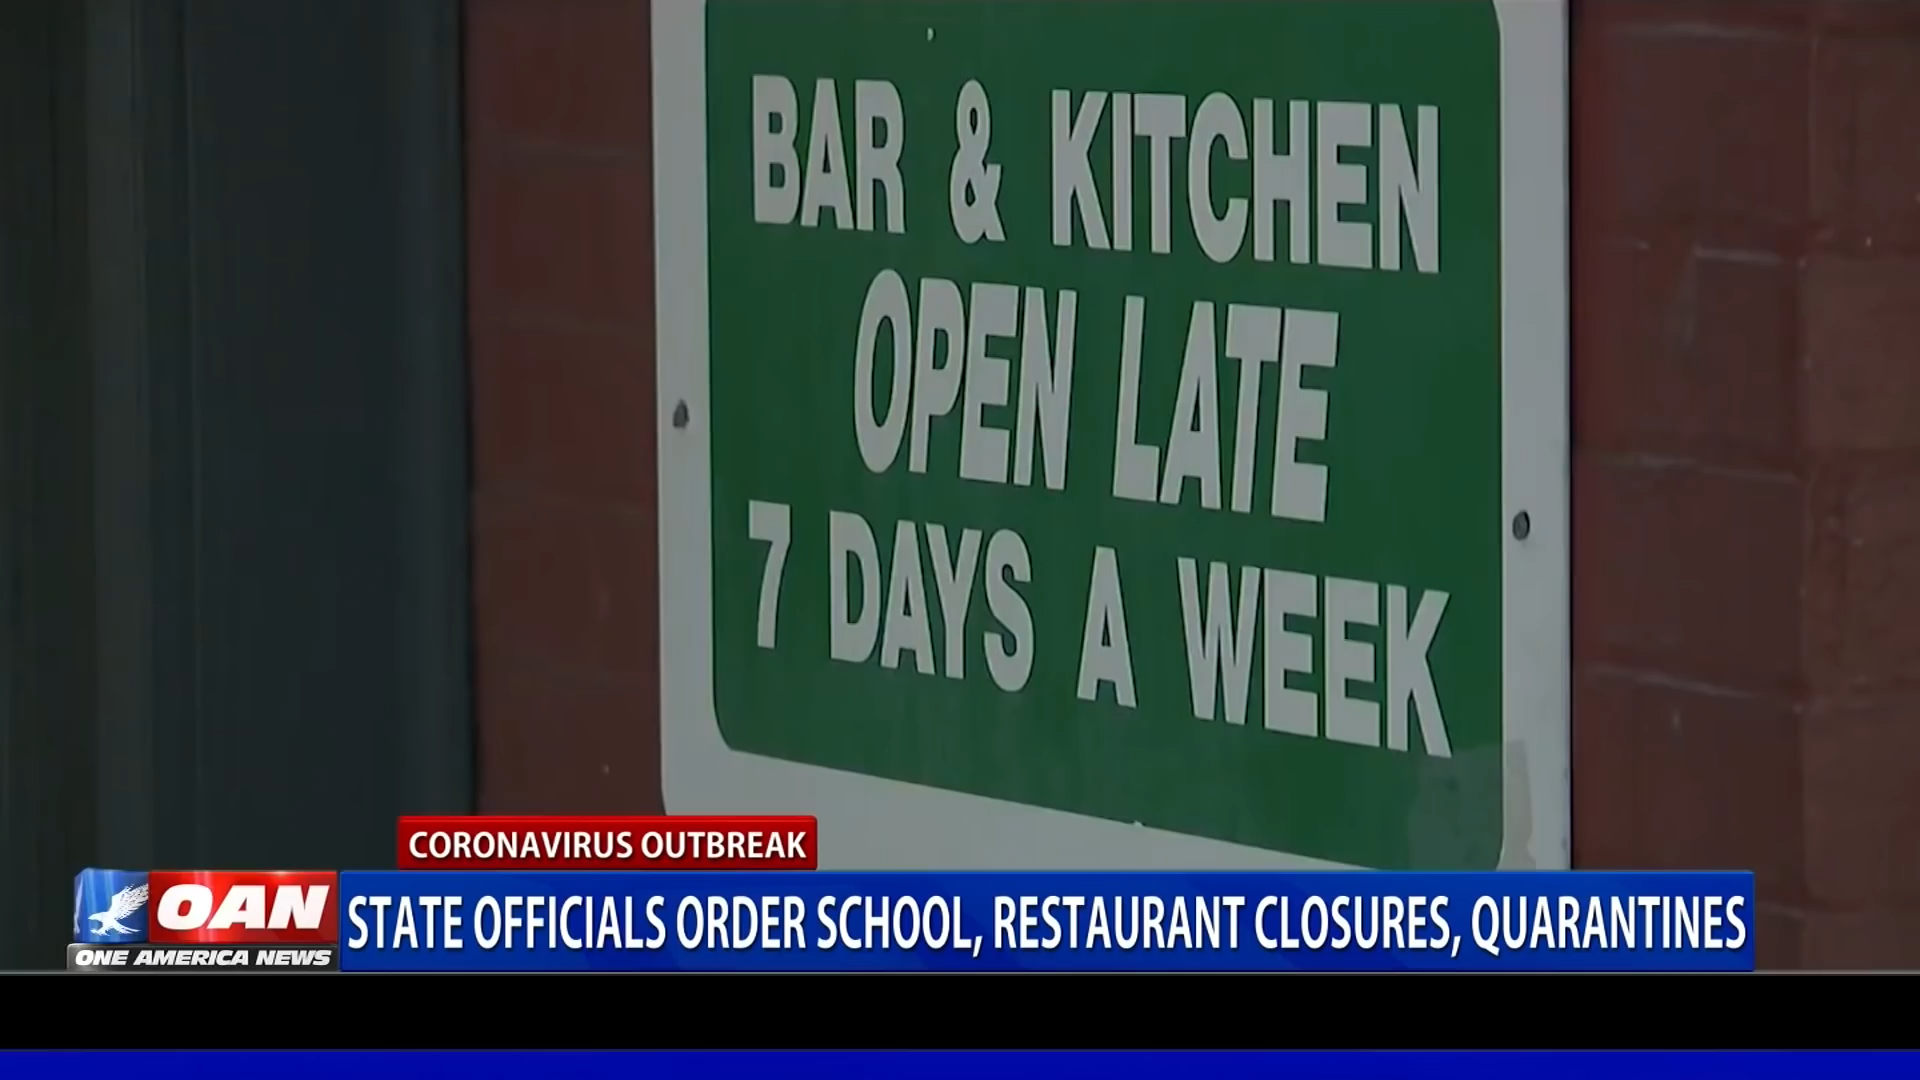 BAR & KITCHEN
OPEN LATE
7 DAYS A WEEK
CORONAVIRUS OUTBREAK
OAN
ONE AMERICA NEWS
STATE OFFICIALS ORDER SCHOOL, RESTAURANT CLOSURES, QUARANTINES